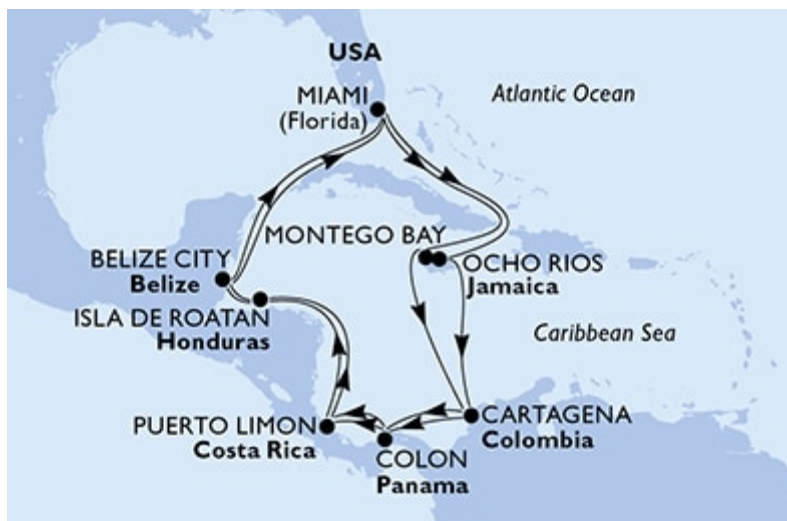 USA
MIAMI
(Florida)
Atlantic Ocean
MONTEGO BAY
OCHO RIOS
Jamaica
BELIZE CITY
Belize
ISLA DE ROATAN
Honduras
Caribbean Sea
PUERTO LIMON
Costa Rica
CARTAGENA
Colombia
COLON
Panama